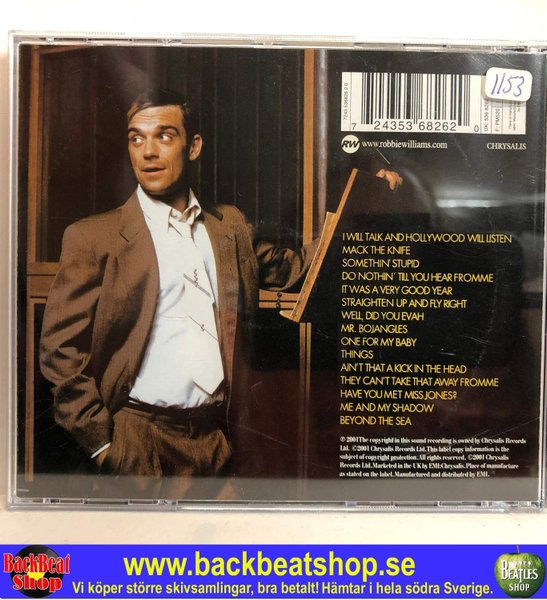 1153
7243 536826 2 0
7 24353 68262 0
RW www.robbiewilliams.com
CHRYSALIS
I WILL TALK AND HOLLYWOOD WILL LISTEN
MACK THE KNIFE
SOMETHIN' STUPID
DO NOTHIN' TILL YOU HEAR FROM ME
IT WAS A VERY GOOD YEAR
STRAIGHTEN UP AND FLY RIGHT
WELL, DID YOU EVAH
MR. BOJANGLES
ONE FOR MY BABY
THINGS
AIN'T THAT A KICK IN THE HEAD
THEY CAN'T TAKE THAT AWAY FROM ME
HAVE YOU MET MISS JONES?
ME AND MY SHADOW
BEYOND THE SEA
℗ 2001 The copyright in this sound recording is owned by Chrysalis Records
Ltd. ©2001 Chrysalis Records Ltd. This label copy information is the
subject of copyright protection. All rights reserved. ©2001 Chrysalis
Records Ltd. Marketed in the UK by EMI:Chrysalis. Place of manufacture
as stated on the label. Manufactured and distributed by EMI.
BackBeat
Shop
www.backbeatshop.se
Vi köper större skivsamlingar, bra betalt! Hämtar i hela södra Sverige.
BEATLES
SHOP